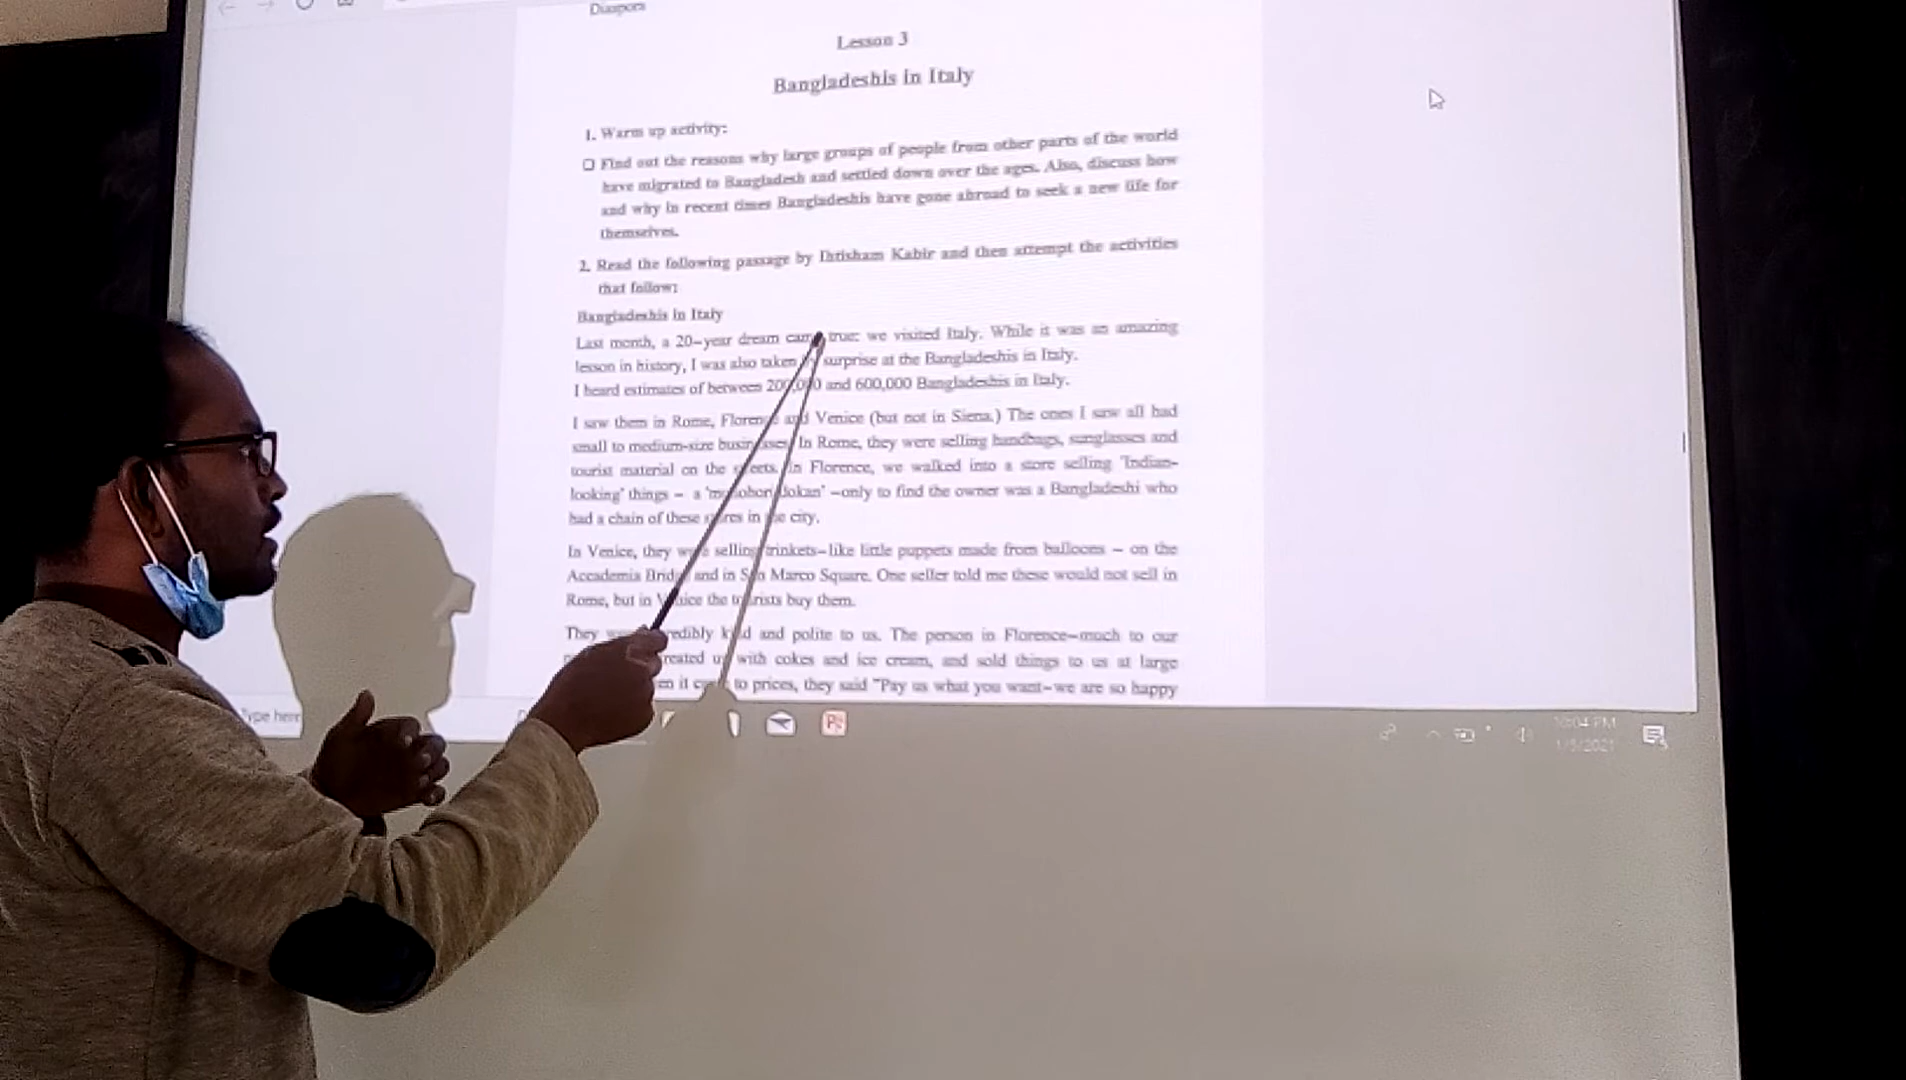 Diaspora
Lesson 3
Bangladeshis in Italy
1. Warm up activity:
❑ Find out the reasons why large groups of people from other parts of the world
have migrated to Bangladesh and settled down over the ages. Also, discuss how
and why in recent times Bangladeshis have gone abroad to seek a new life for
themselves.
2. Read the following passage by Ihtisham Kabir and then attempt the activities
that follow:
Bangladeshis in Italy
Last month, a 20-year dream came true: we visited Italy. While it was an amazing
lesson in history, I was also taken surprise at the Bangladeshis in Italy.
I heard estimates of between 200,000 and 600,000 Bangladeshis in Italy.
I saw them in Rome, Florence and Venice (but not in Siena.) The ones I saw all had
small to medium-size businesses. In Rome, they were selling handbags, sunglasses and
tourist material on the streets. In Florence, we walked into a store selling 'Indian-
looking' things – a dokan' –only to find the owner was a Bangladeshi who
had a chain of these stores in the city.
In Venice, they were selling trinkets–like little puppets made from balloons – on the
Accademia Bridge and in San Marco Square. One seller told me these would not sell in
Rome, but in Venice the tourists buy them.
They kind and polite to us. The person in Florence–much to our
with cokes and ice cream, and sold things to us at large
it to prices, they said "Pay us what you want–we are so happy
Type here
10:04 PM
1/5/2021